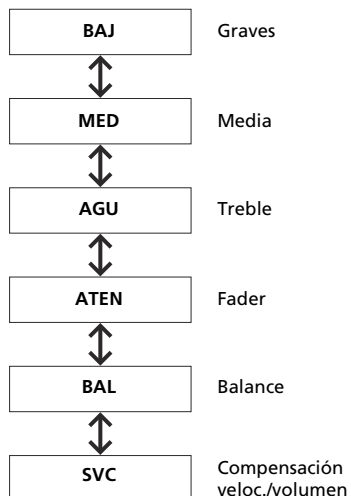 BAJ Graves
MED Media
AGU Treble
ATEN Fader
BAL Balance
SVC Compensación
veloc./volumen